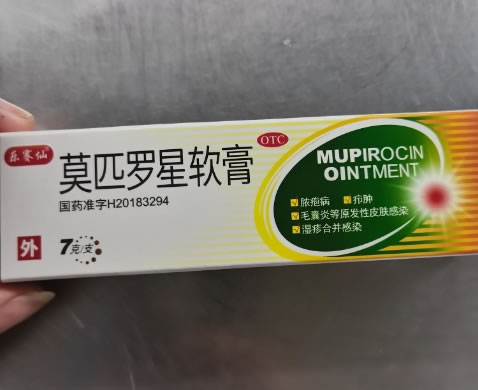 乐赛仙
莫匹罗星软膏
OTC
国药准字H20183294
外
7克/支
MUPIROCIN
OINTMENT
脓疱病 疖肿
毛囊炎等原发性皮肤感染
湿疹合并感染